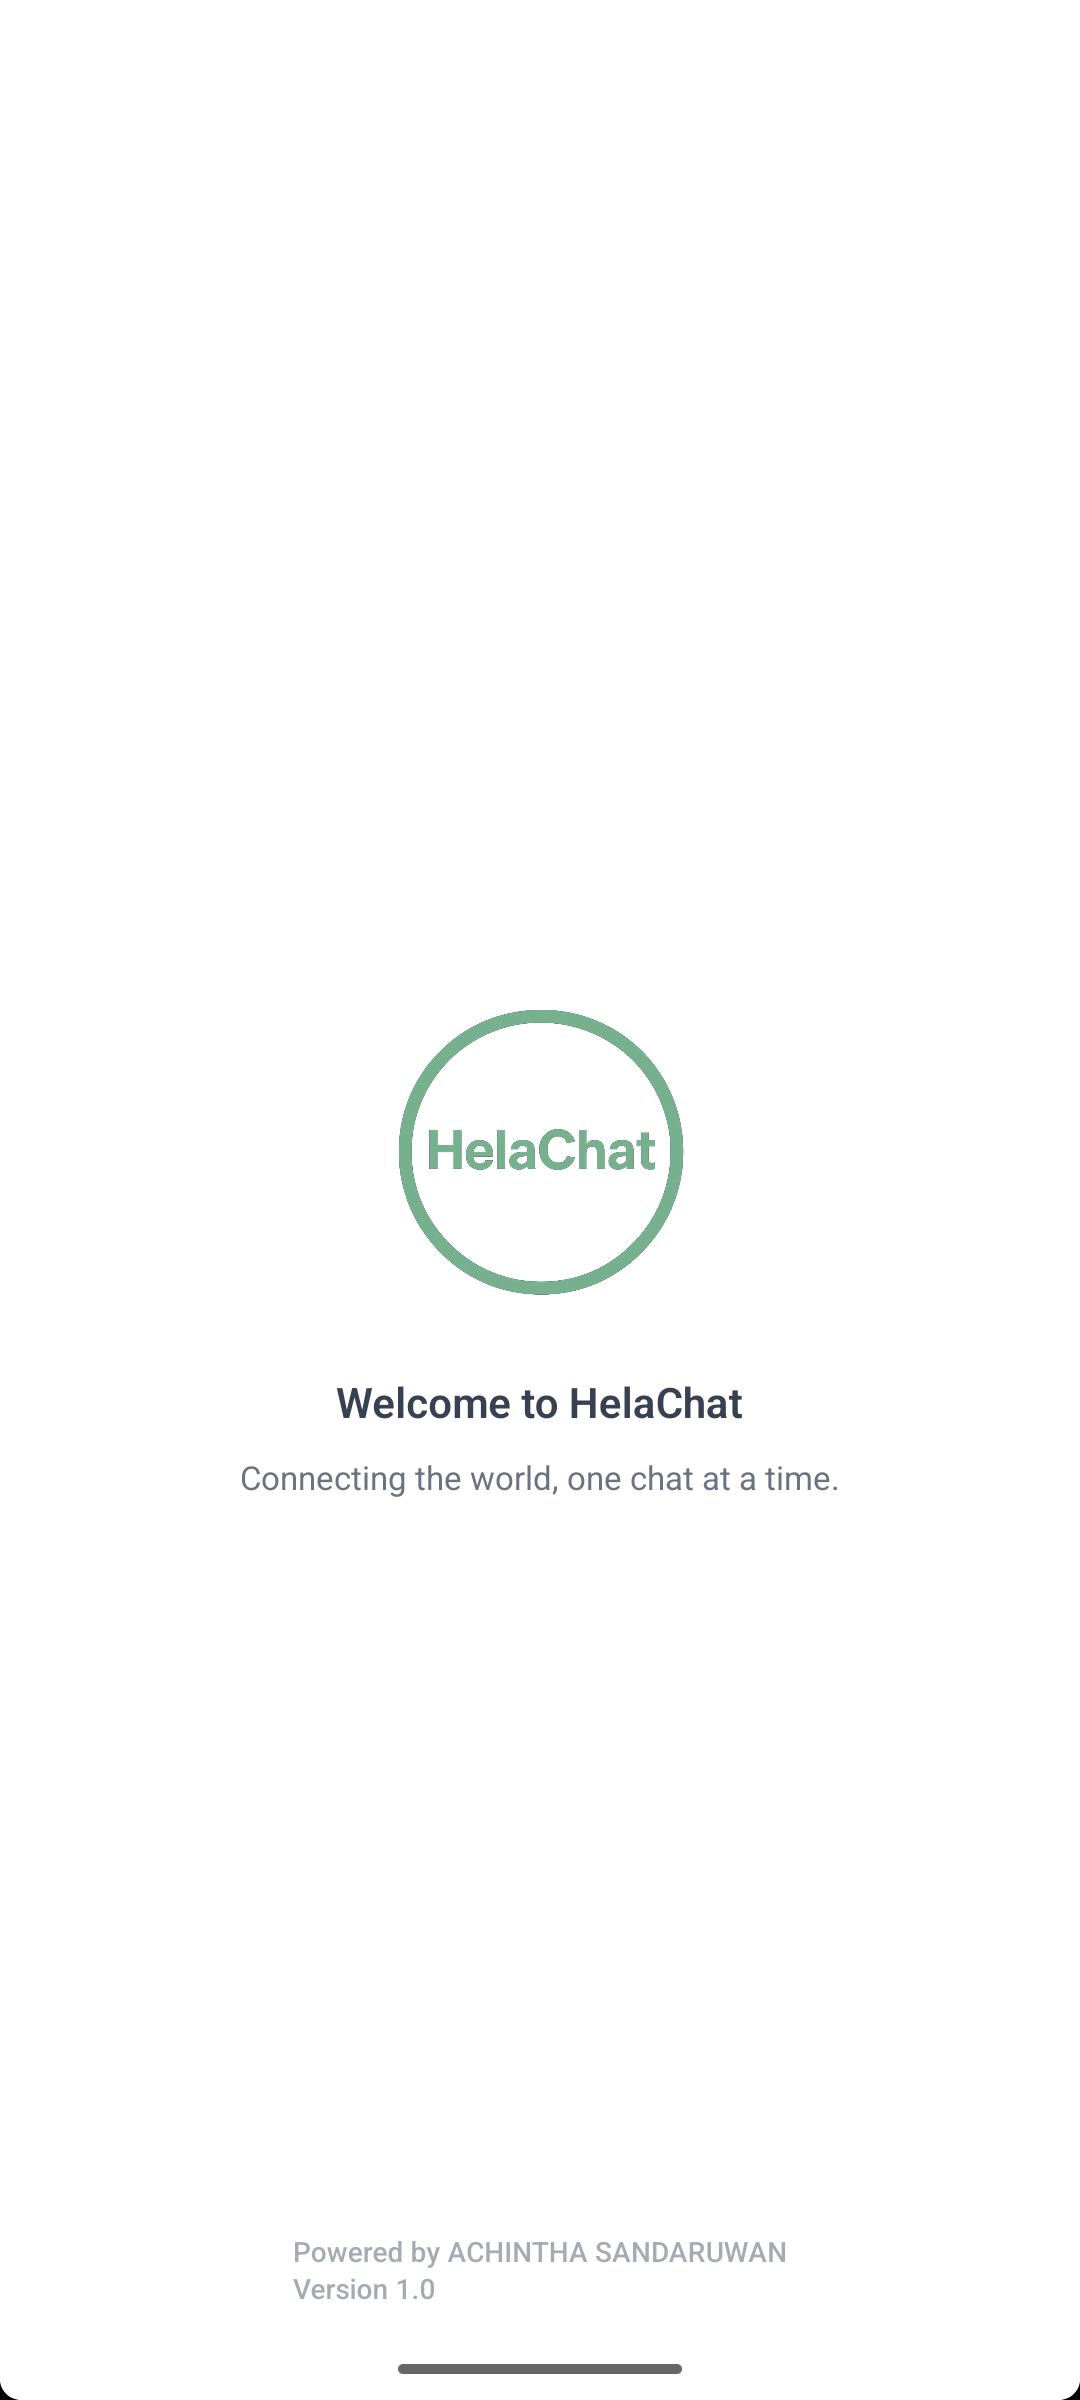 HelaChat
Welcome to HelaChat
Connecting the world, one chat at a time.
Powered by ACHINTHA SANDARUWAN
Version 1.0